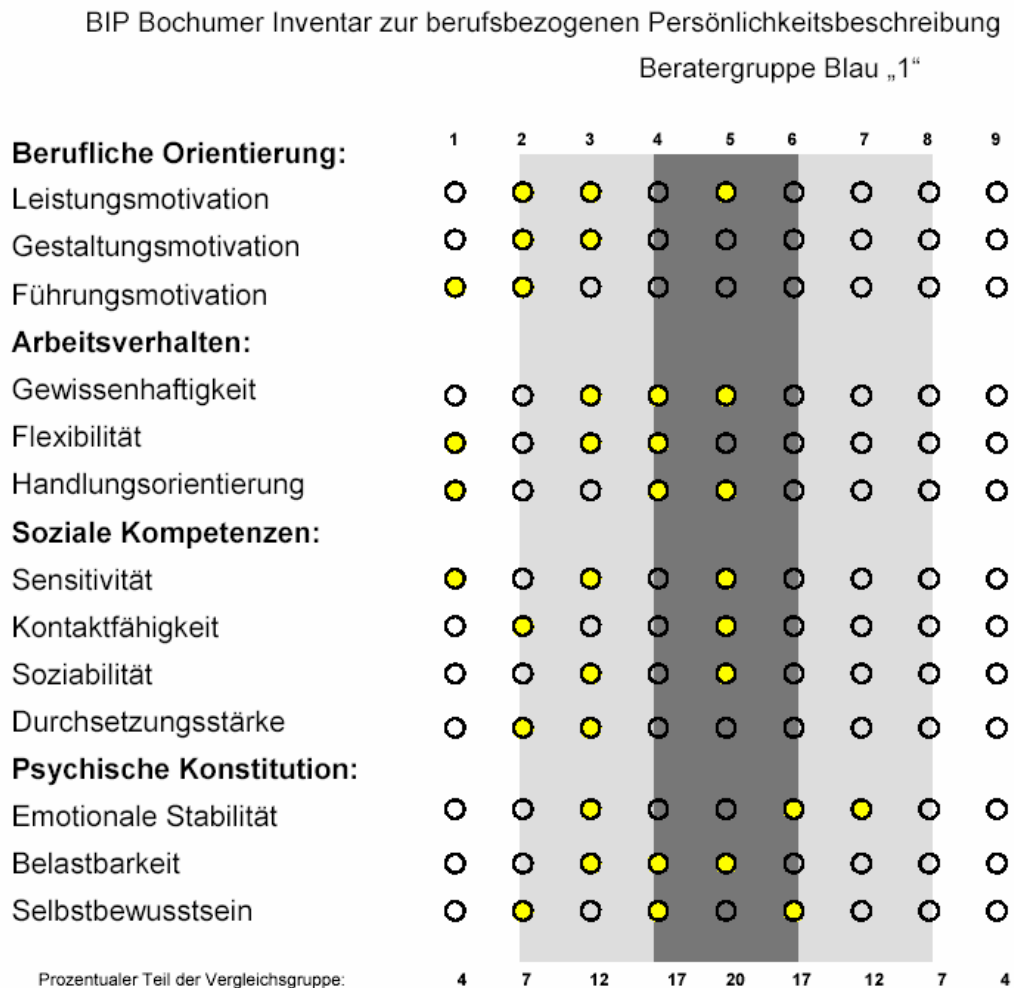 BIP Bochumer Inventar zur berufsbezogenen Persönlichkeitsbeschreibung
Beratergruppe Blau „1“
1 2 3 4 5 6 7 8 9
Berufliche Orientierung:
Leistungsmotivation
Gestaltungsmotivation
Führungsmotivation
Arbeitsverhalten:
Gewissenhaftigkeit
Flexibilität
Handlungsorientierung
Soziale Kompetenzen:
Sensitivität
Kontaktfähigkeit
Soziabilität
Durchsetzungsstärke
Psychische Konstitution:
Emotionale Stabilität
Belastbarkeit
Selbstbewusstsein
Prozentualer Teil der Vergleichsgruppe: 4 7 12 17 20 17 12 7 4